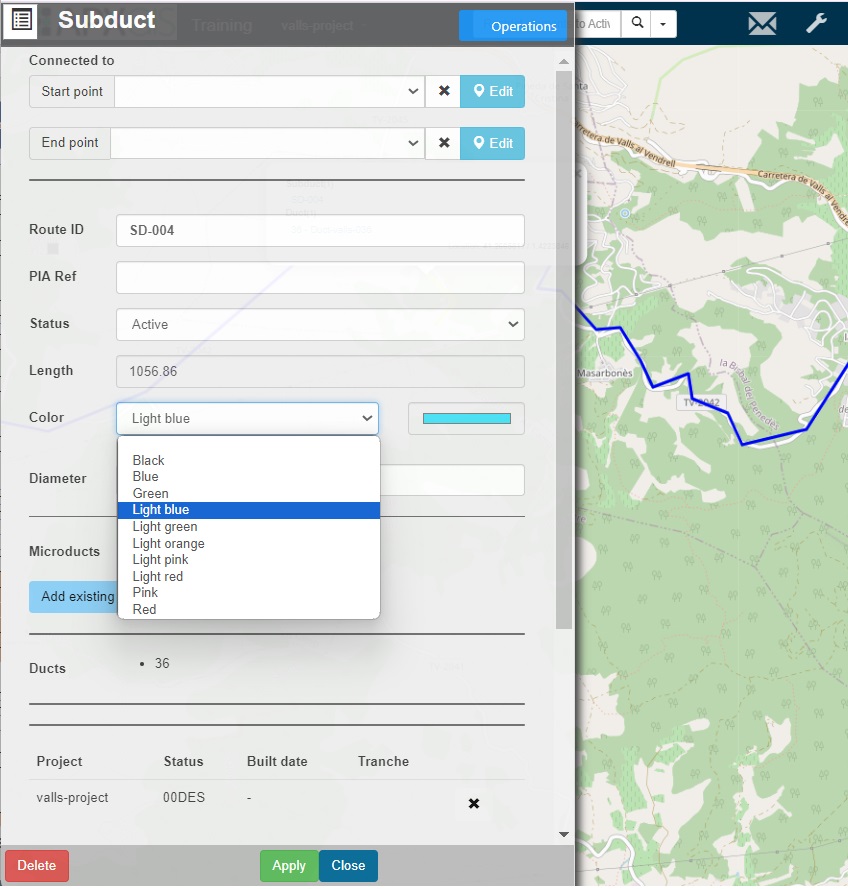 Subduct
Training
valls-project
Operations
to Activ
Connected to
Start point
Edit
End point
Edit
Route ID
SD-004
PIA Ref
Status
Active
Length
1056.86
Color
Light blue
Black
Blue
Green
Light blue
Light green
Light orange
Light pink
Light red
Pink
Red
Diameter
Microducts
Add existing
Ducts
• 36
Project Status Built date Tranche
valls-project 00DES -
Delete
Apply
Close
Carretera de Valls al Vendrell
Carretera de Valls al Vendrell
Masarbonès
TV-2042
la Bisbal del Penedès